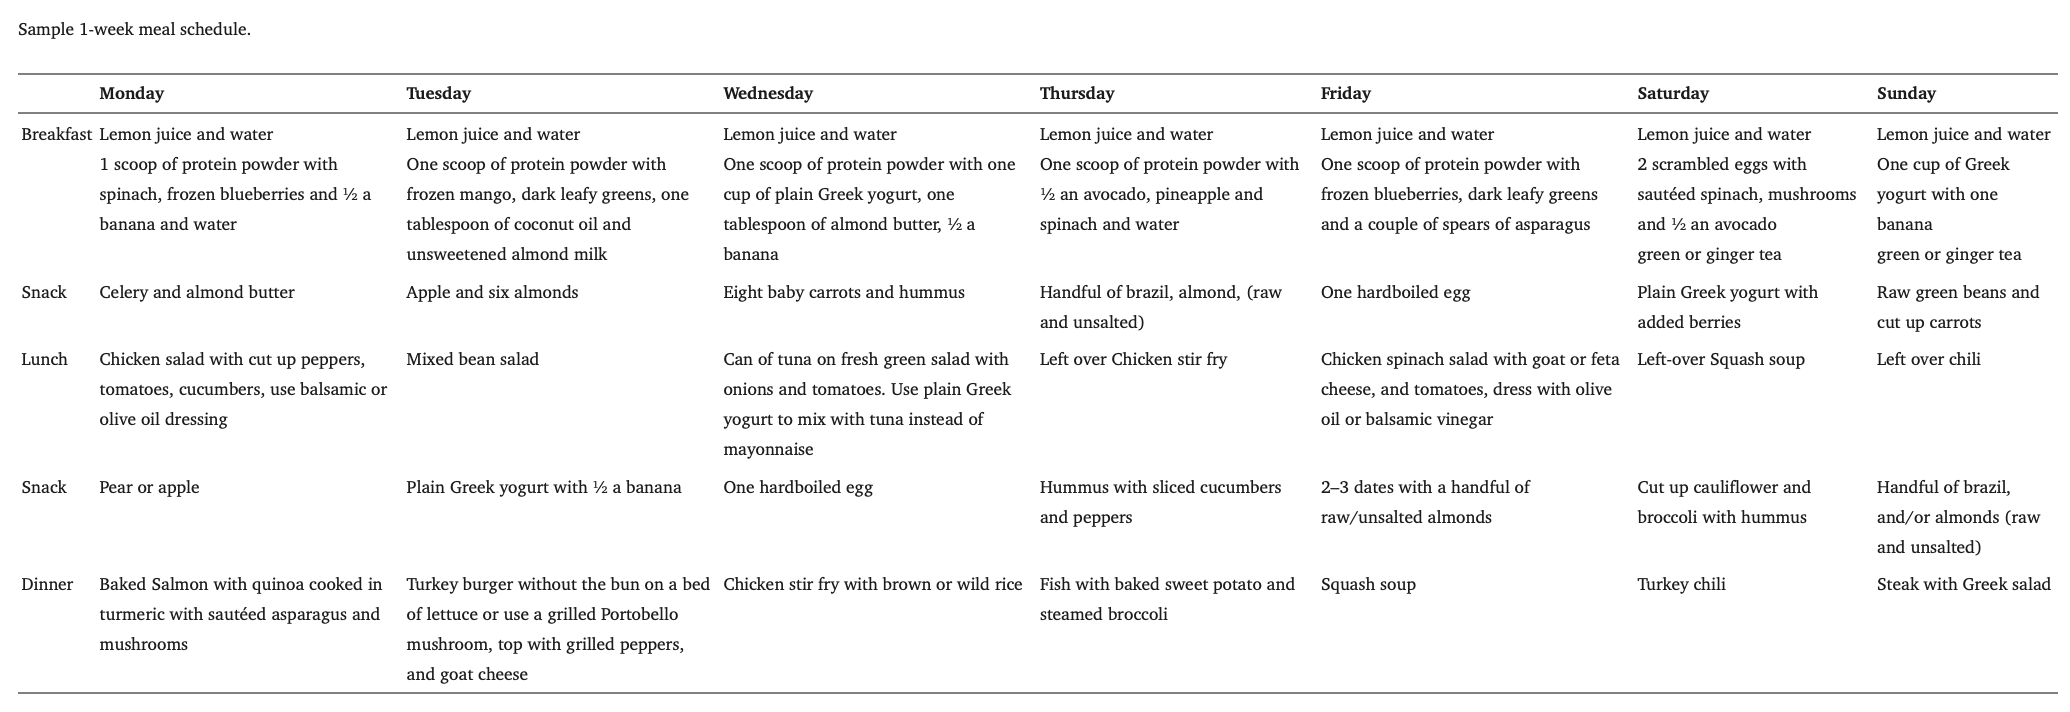 Sample 1-week meal schedule.
Monday Tuesday Wednesday Thursday Friday Saturday Sunday
Breakfast Lemon juice and water Lemon juice and water Lemon juice and water Lemon juice and water Lemon juice and water Lemon juice and water Lemon juice and water
1 scoop of protein powder with One scoop of protein powder with One scoop of protein powder with one One scoop of protein powder with One scoop of protein powder with 2 scrambled eggs with One cup of Greek
spinach, frozen blueberries and ½ a frozen mango, dark leafy greens, one cup of plain Greek yogurt, one ½ an avocado, pineapple and frozen blueberries, dark leafy greens sautéed spinach, mushrooms yogurt with one
banana and water tablespoon of coconut oil and tablespoon of almond butter, ½ a spinach and water and a couple of spears of asparagus and ½ an avocado banana
unsweetened almond milk banana green or ginger tea green or ginger tea
Snack Celery and almond butter Apple and six almonds Eight baby carrots and hummus Handful of brazil, almond, (raw One hardboiled egg Plain Greek yogurt with Raw green beans and
and unsalted) added berries cut up carrots
Lunch Chicken salad with cut up peppers, Mixed bean salad Can of tuna on fresh green salad with Left over Chicken stir fry Chicken spinach salad with goat or feta Left-over Squash soup Left over chili
tomatoes, cucumbers, use balsamic or onions and tomatoes. Use plain Greek cheese, and tomatoes, dress with olive
olive oil dressing yogurt to mix with tuna instead of oil or balsamic vinegar
mayonnaise
Snack Pear or apple Plain Greek yogurt with ½ a banana One hardboiled egg Hummus with sliced cucumbers 2–3 dates with a handful of Cut up cauliflower and Handful of brazil,
and peppers raw/unsalted almonds broccoli with hummus and/or almonds (raw
and unsalted)
Dinner Baked Salmon with quinoa cooked in Turkey burger without the bun on a bed Chicken stir fry with brown or wild rice Fish with baked sweet potato and Squash soup Turkey chili Steak with Greek salad
turmeric with sautéed asparagus and of lettuce or use a grilled Portobello steamed broccoli
mushrooms mushroom, top with grilled peppers,
and goat cheese